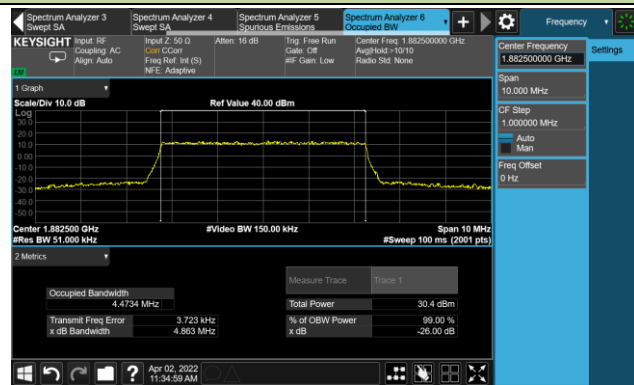 Spectrum Analyzer 3
Swept SA
Spectrum Analyzer 4
Swept SA
Spectrum Analyzer 5
Spurious Emissions
Spectrum Analyzer 6
Occupied BW
+
Frequency
KEYSIGHT
Input: RF
Coupling: AC
Align: Auto
Input Z: 50 Ω
Corr CCorr
Freq Ref: Int (S)
NFE: Adaptive
Atten: 16 dB
Trig: Free Run
Gate: Off
#IF Gain: Low
Center Freq: 1.882500000 GHz
Avg|Hold:>10/10
Radio Std: None
Center Frequency
1.882500000 GHz
Settings
Span
10.000 MHz
CF Step
1.000000 MHz
Auto
Man
Freq Offset
0 Hz
1 Graph
Scale/Div 10.0 dB
Ref Value 40.00 dBm
Log
30.0
20.0
10.0
0.00
-10.0
-20.0
-30.0
-40.0
-50.0
Center 1.882500 GHz
#Video BW 150.00 kHz
Span 10 MHz
#Res BW 51.000 kHz
#Sweep 100 ms (2001 pts)
2 Metrics
Measure Trace
Trace 1
Occupied Bandwidth
4.4734 MHz
Total Power
30.4 dBm
Transmit Freq Error
3.723 kHz
% of OBW Power
99.00 %
x dB Bandwidth
4.863 MHz
x dB
-26.00 dB
?
Apr 02, 2022
11:34:59 AM